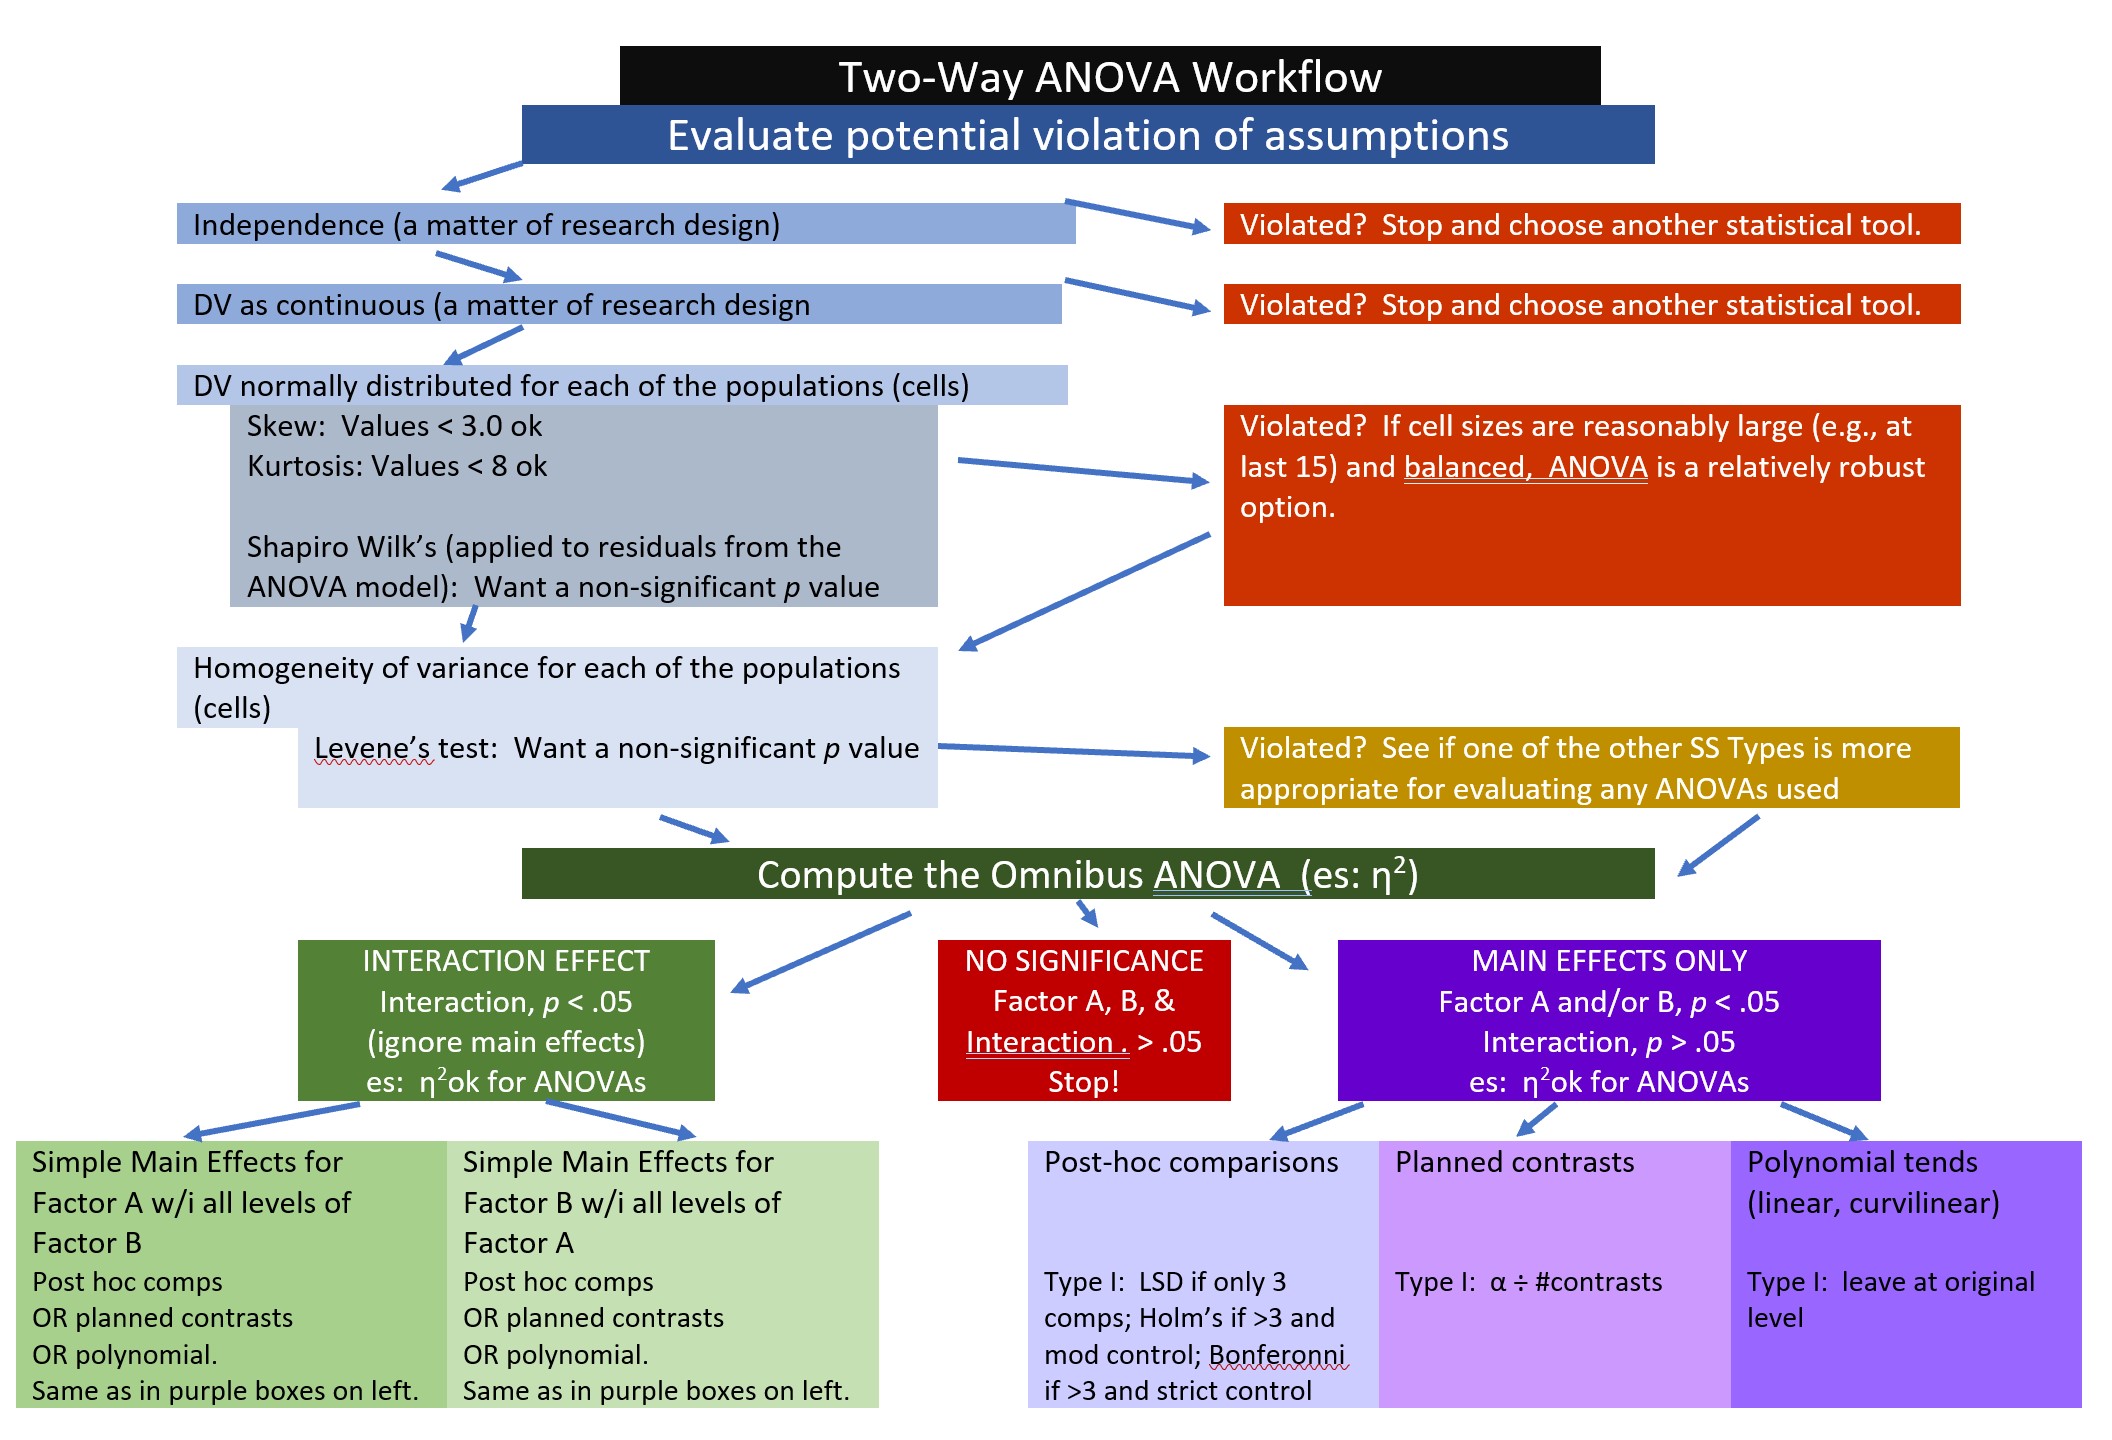 Two-Way ANOVA Workflow
Evaluate potential violation of assumptions
Independence (a matter of research design)
Violated?  Stop and choose another statistical tool.
DV as continuous (a matter of research design
Violated?  Stop and choose another statistical tool.
DV normally distributed for each of the populations (cells)
Skew:  Values < 3.0 ok
Kurtosis: Values < 8 ok
Shapiro Wilk’s (applied to residuals from the
ANOVA model):  Want a non-significant p value
Violated?  If cell sizes are reasonably large (e.g., at
last 15) and balanced,  ANOVA is a relatively robust
option.
Homogeneity of variance for each of the populations
(cells)
Levene’s test:  Want a non-significant p value
Violated?  See if one of the other SS Types is more
appropriate for evaluating any ANOVAs used
Compute the Omnibus ANOVA  (es: η²)
INTERACTION EFFECT
Interaction, p < .05
(ignore main effects)
es:  η²ok for ANOVAs
NO SIGNIFICANCE
Factor A, B, &
Interaction . > .05
Stop!
MAIN EFFECTS ONLY
Factor A and/or B, p < .05
Interaction, p > .05
es:  η²ok for ANOVAs
Simple Main Effects for
Factor A w/i all levels of
Factor B
Post hoc comps
OR planned contrasts
OR polynomial.
Same as in purple boxes on left.
Simple Main Effects for
Factor B w/i all levels of
Factor A
Post hoc comps
OR planned contrasts
OR polynomial.
Same as in purple boxes on left.
Post-hoc comparisons
Type I:  LSD if only 3
comps; Holm’s if >3 and
mod control; Bonferonni
if >3 and strict control
Planned contrasts
Type I:  α ÷ #contrasts
Polynomial tends
(linear, curvilinear)
Type I:  leave at original
level